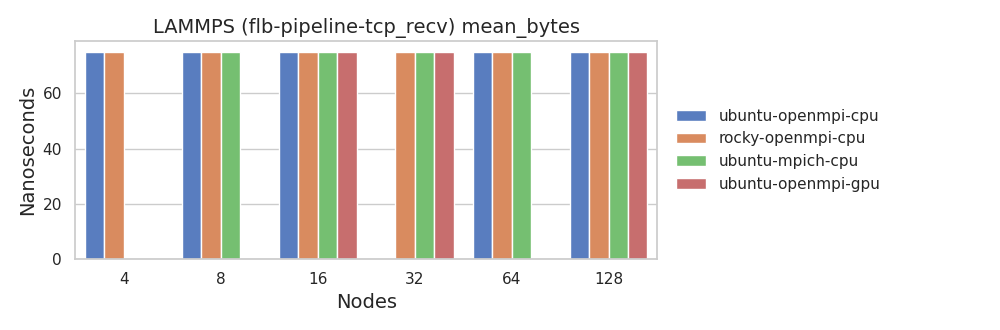 LAMMPS (flb-pipeline-tcp_recv) mean_bytes
Nanoseconds
60
40
20
0
4 8 16 32 64 128
Nodes
ubuntu-openmpi-cpu
rocky-openmpi-cpu
ubuntu-mpich-cpu
ubuntu-openmpi-gpu